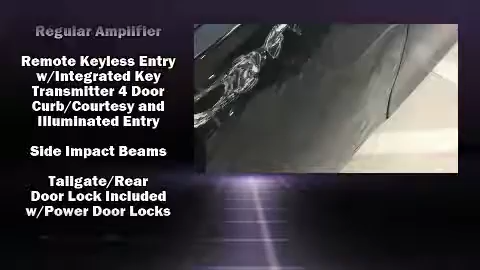 Regular Amplifier
Remote Keyless Entry
w/Integrated Key
Transmitter 4 Door
Curb/Courtesy and
Illuminated Entry
Side Impact Beams
Tailgate/Rear
Door Lock Included
w/Power Door Locks